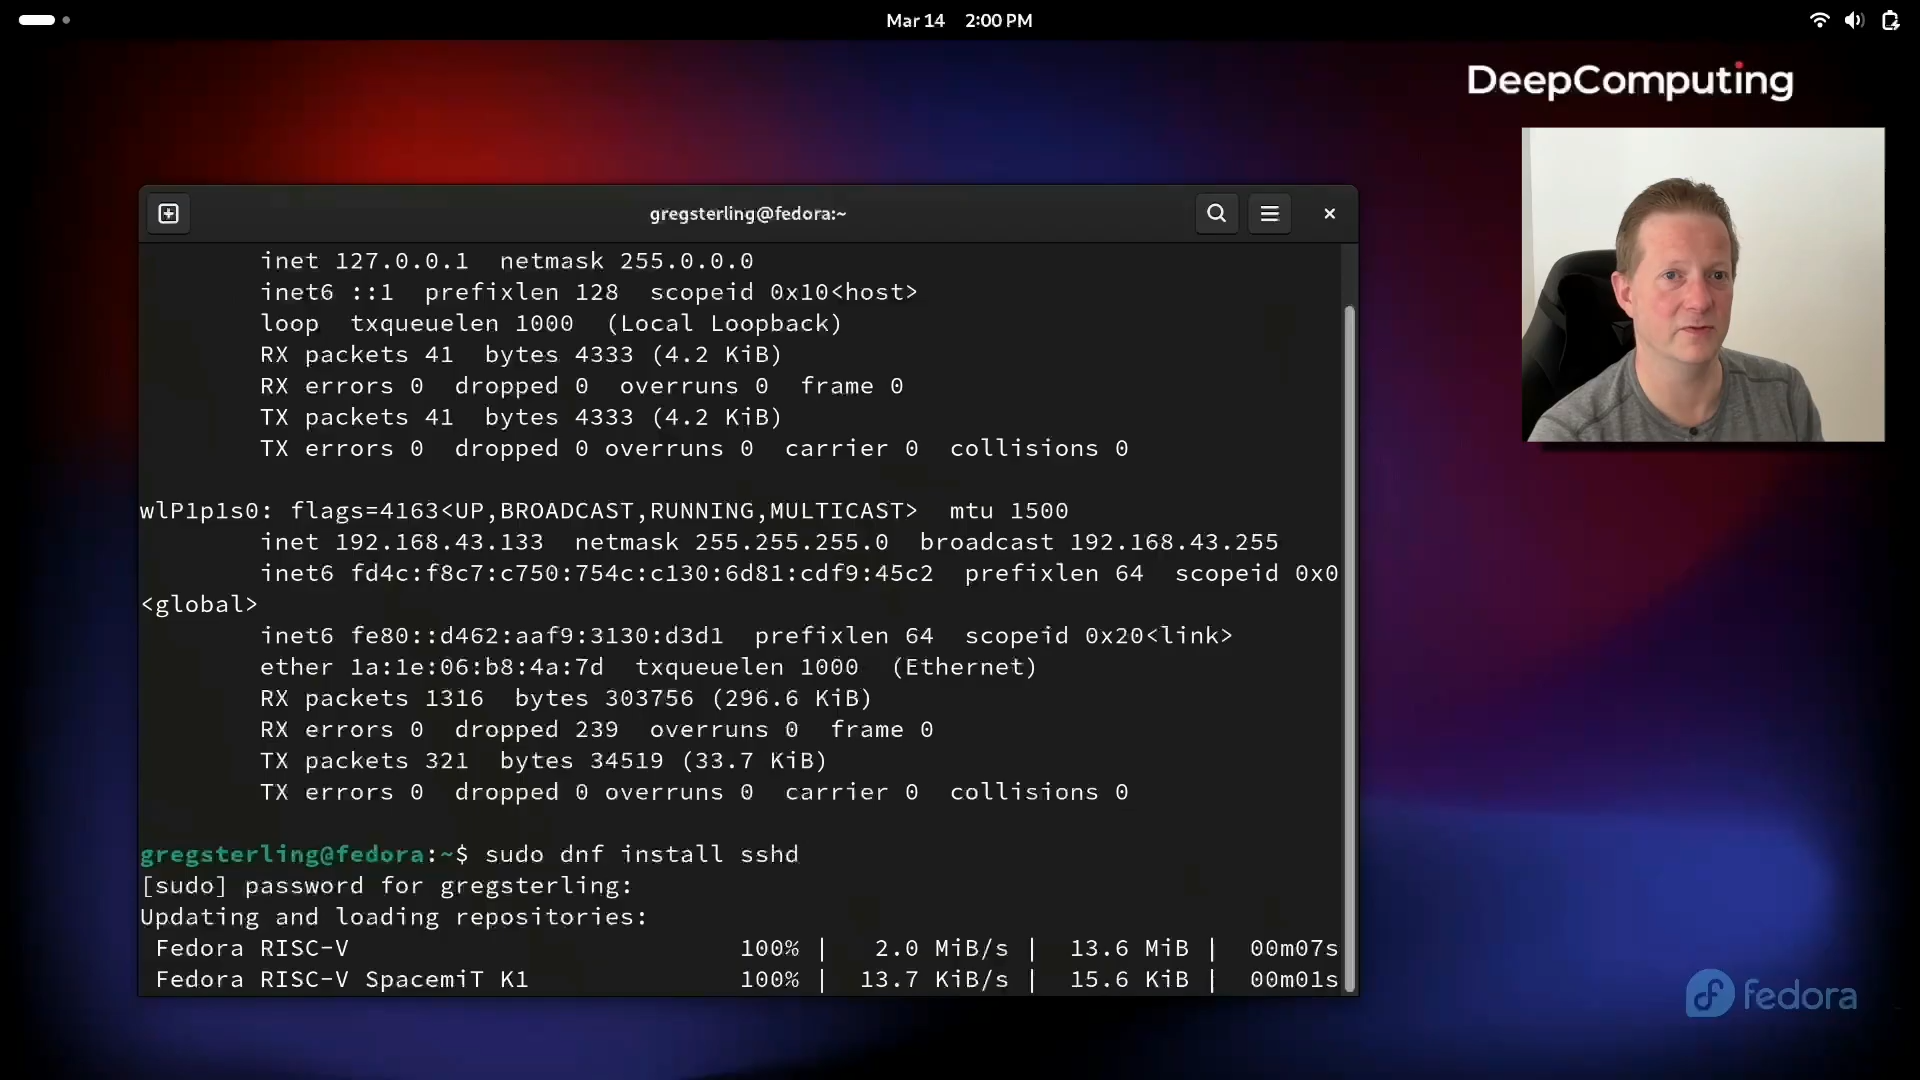 Mar 14 2:00 PM
DeepComputing
gregsterling@fedora:~
inet 127.0.0.1 netmask 255.0.0.0
inet6 ::1 prefixlen 128 scopeid 0x10<host>
loop txqueuelen 1000 (Local Loopback)
RX packets 41 bytes 4333 (4.2 KiB)
RX errors 0 dropped 0 overruns 0 frame 0
TX packets 41 bytes 4333 (4.2 KiB)
TX errors 0 dropped 0 overruns 0 carrier 0 collisions 0
wlP1p1s0: flags=4163<UP,BROADCAST,RUNNING,MULTICAST> mtu 1500
inet 192.168.43.133 netmask 255.255.255.0 broadcast 192.168.43.255
inet6 fd4c:f8c7:c750:754c:c130:6d81:cdf9:45c2 prefixlen 64 scopeid 0x0
<global>
inet6 fe80::d462:aaf9:3130:d3d1 prefixlen 64 scopeid 0x20<link>
ether 1a:1e:06:b8:4a:7d txqueuelen 1000 (Ethernet)
RX packets 1316 bytes 303756 (296.6 KiB)
RX errors 0 dropped 239 overruns 0 frame 0
TX packets 321 bytes 34519 (33.7 KiB)
TX errors 0 dropped 0 overruns 0 carrier 0 collisions 0
gregsterling@fedora:~$ sudo dnf install sshd
[sudo] password for gregsterling:
Updating and loading repositories:
Fedora RISC-V 100% | 2.0 MiB/s | 13.6 MiB | 00m07s
Fedora RISC-V SpacemiT K1 100% | 13.7 KiB/s | 15.6 KiB | 00m01s
fedora